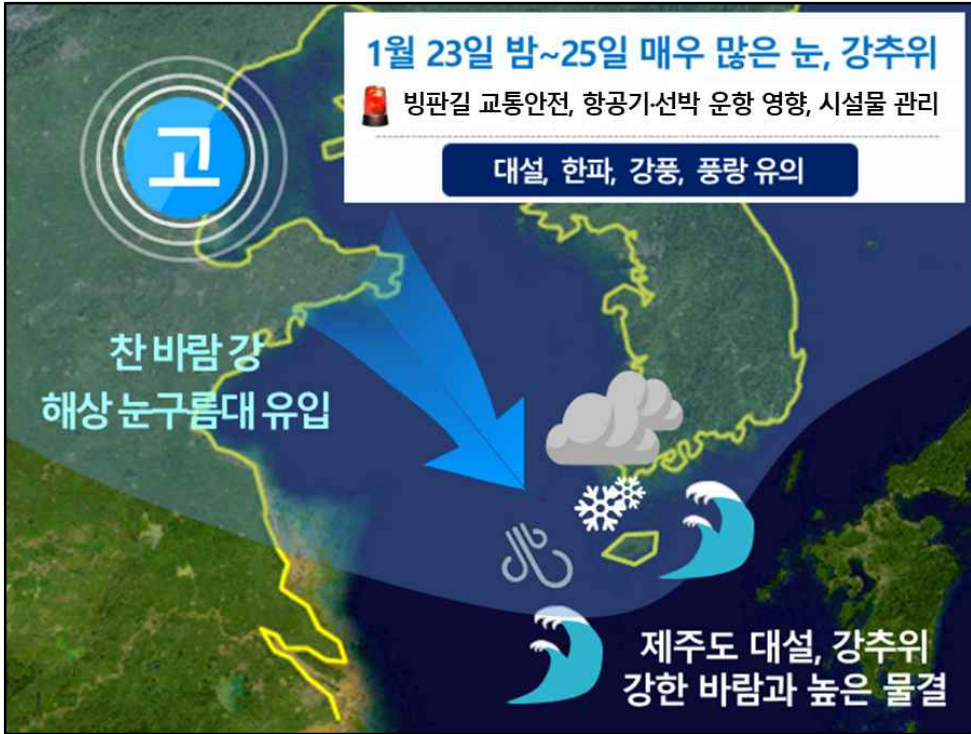 1월 23일 밤~25일 매우 많은 눈, 강추위
빙판길 교통안전, 항공기·선박 운항 영향, 시설물 관리
대설, 한파, 강풍, 풍랑 유의
고
찬 바람 강
해상 눈구름대 유입
제주도 대설, 강추위
강한 바람과 높은 물결